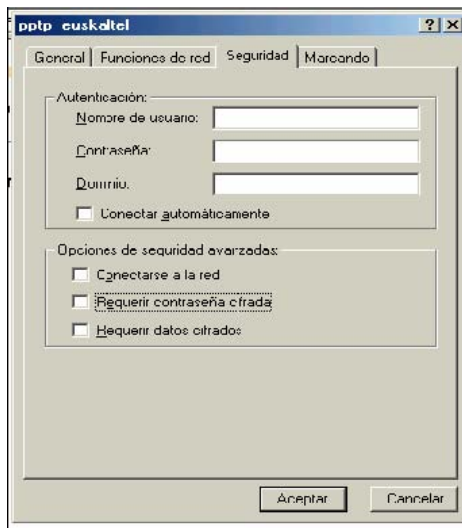 pptp euskaltel
General Funciones de red Seguridad Marcando
Autenticación:
Nombre de usuario:
Contraseña:
Dominio:
Conectar automáticamente
Opciones de seguridad avanzadas:
Conectarse a la red
Requerir contraseña cifrada
Requerir datos cifrados
Aceptar Cancelar